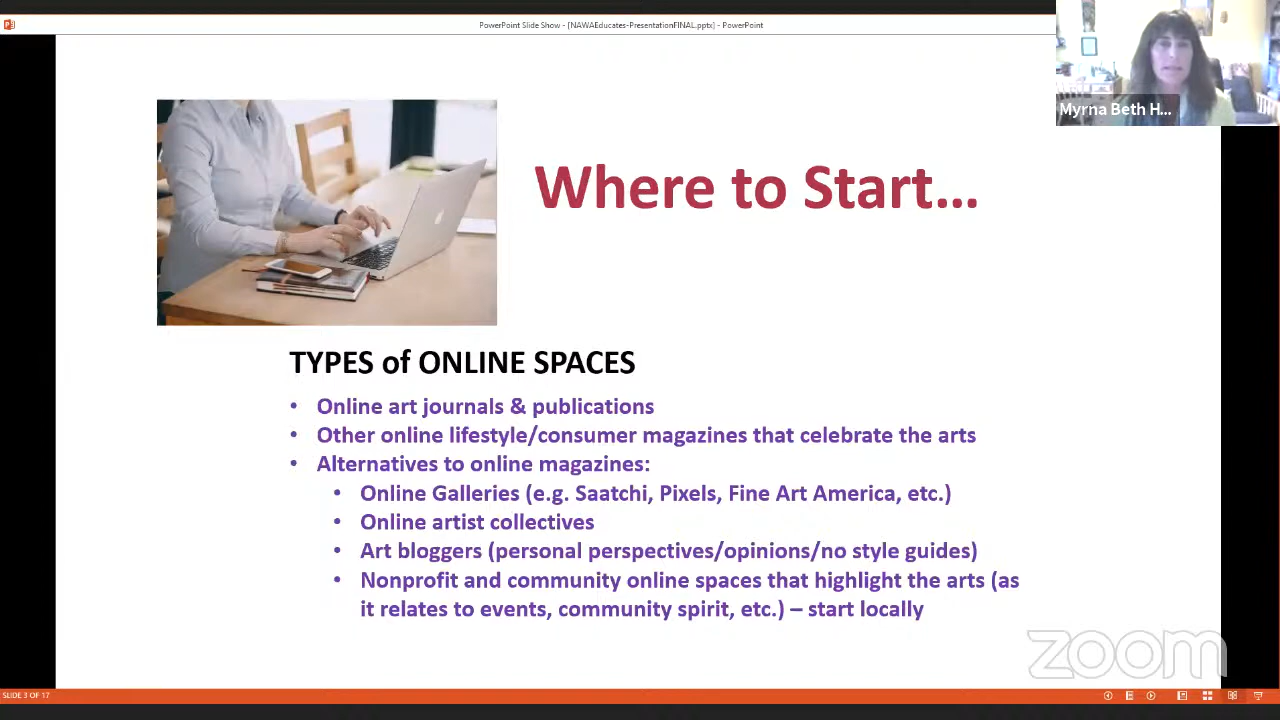 PowerPoint Slide Show - [NAWAEducates-PresentationFINAL.pptx] - PowerPoint
Myrna Beth H...
Where to Start...
TYPES of ONLINE SPACES
• Online art journals & publications
• Other online lifestyle/consumer magazines that celebrate the arts
• Alternatives to online magazines:
• Online Galleries (e.g. Saatchi, Pixels, Fine Art America, etc.)
• Online artist collectives
• Art bloggers (personal perspectives/opinions/no style guides)
• Nonprofit and community online spaces that highlight the arts (as
it relates to events, community spirit, etc.) – start locally
zoom
SLIDE 3 OF 17